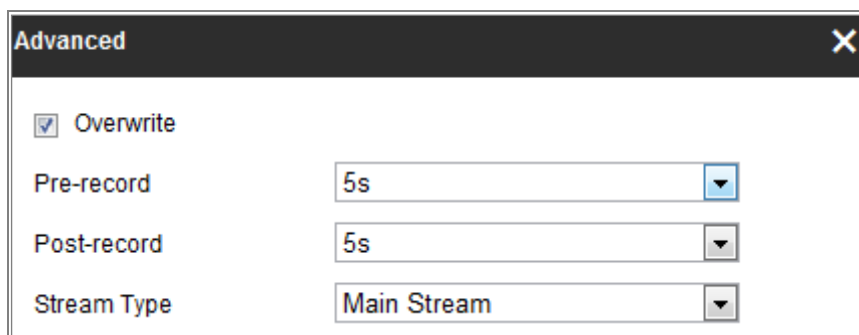 Advanced
Overwrite
Pre-record 5s
Post-record 5s
Stream Type Main Stream